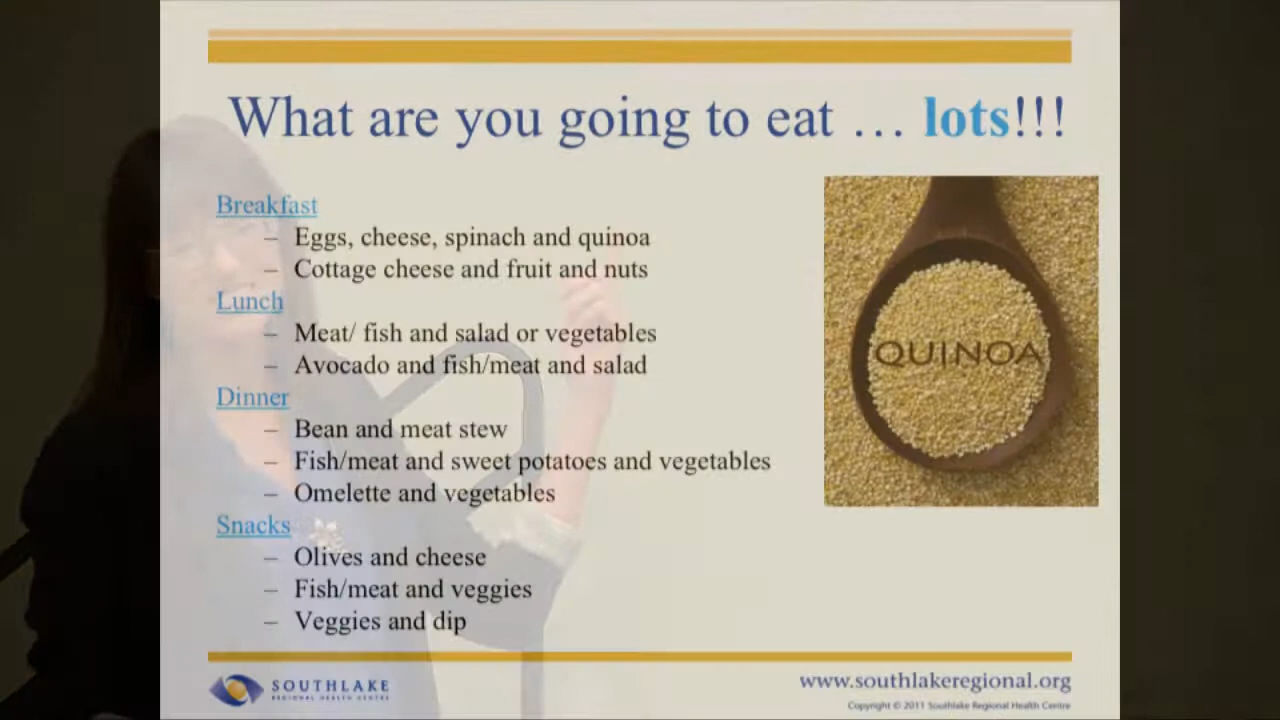 What are you going to eat … lots!!!
Breakfast
– Eggs, cheese, spinach and quinoa
– Cottage cheese and fruit and nuts
Lunch
– Meat/ fish and salad or vegetables
– Avocado and fish/meat and salad
Dinner
– Bean and meat stew
– Fish/meat and sweet potatoes and vegetables
– Omelette and vegetables
Snacks
– Olives and cheese
– Fish/meat and veggies
– Veggies and dip
QUINOA
SOUTHLAKE
REGIONAL HEALTH CENTRE
www.southlakeregional.org
Copyright © 2011 Southlake Regional Health Centre